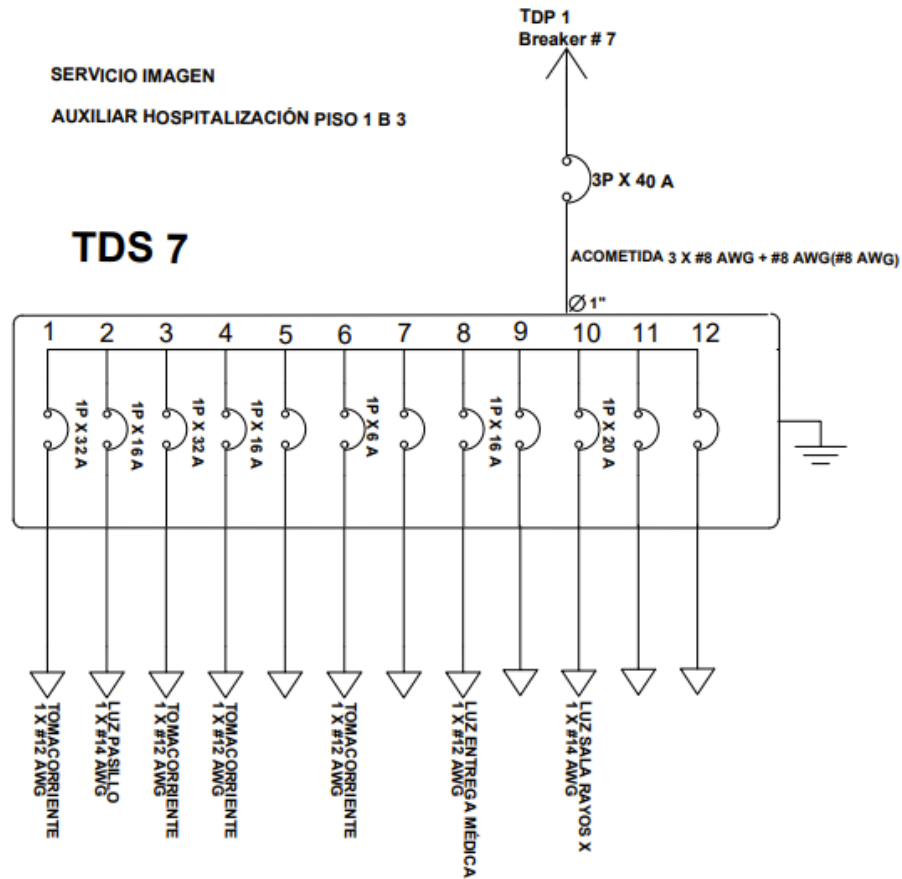 TDP 1
Breaker # 7
SERVICIO IMAGEN
AUXILIAR HOSPITALIZACIÓN PISO 1 B 3
3P X 40 A
TDS 7
ACOMETIDA 3 X #8 AWG + #8 AWG(#8 AWG)
Ø 1"
1 2 3 4 5 6 7 8 9 10 11 12
1P X 32 A
1P X 16 A
1P X 32 A
1P X 16 A
1P X 6 A
1P X 16 A
1P X 20 A
TOMACORRIENTE
1 X #12 AWG
LUZ PASILLO
1 X #14 AWG
TOMACORRIENTE
1 X #12 AWG
TOMACORRIENTE
1 X #12 AWG
TOMACORRIENTE
1 X #12 AWG
LUZ ENTREGA MÉDICA
1 X #12 AWG
LUZ SALA RAYOS X
1 X #14 AWG